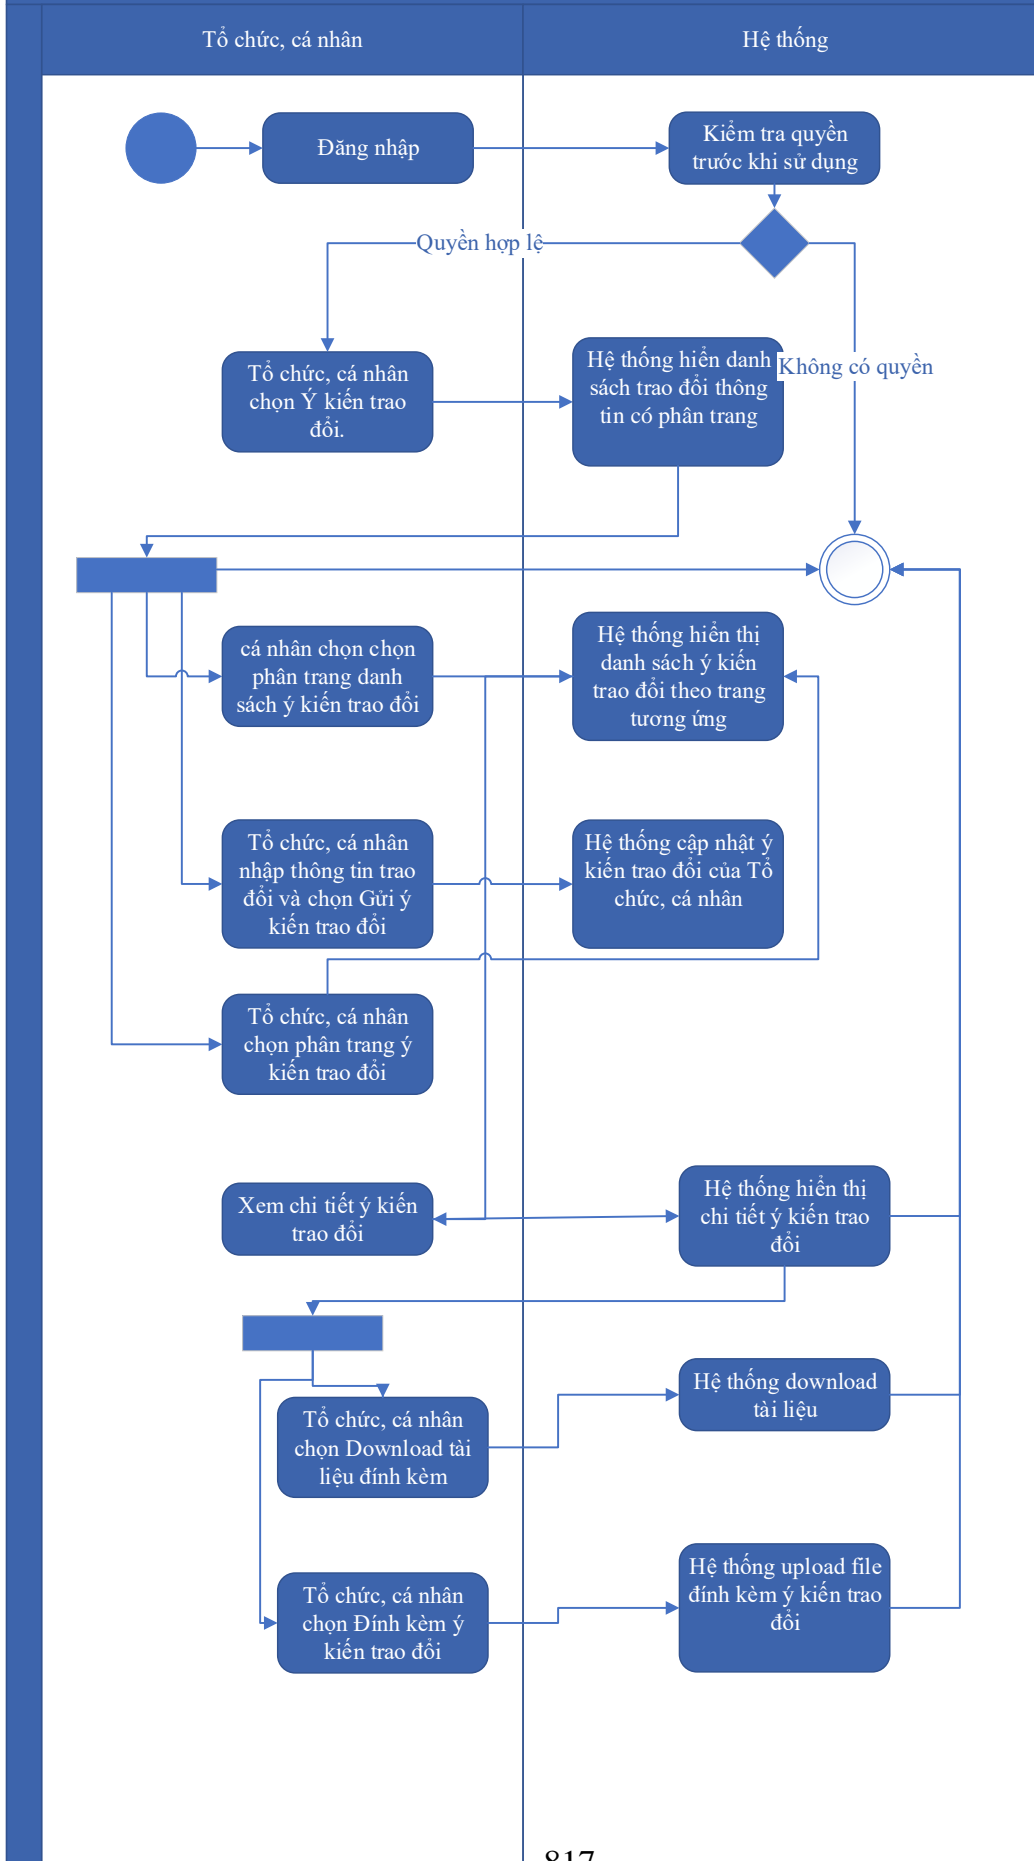 Tổ chức, cá nhân
Hệ thống
Đăng nhập
Kiểm tra quyền
trước khi sử dụng
Quyền hợp lệ
Không có quyền
Tổ chức, cá nhân
chọn Ý kiến trao
đổi.
Hệ thống hiển danh
sách trao đổi thông
tin có phân trang
cá nhân chọn chọn
phân trang danh
sách ý kiến trao đổi
Hệ thống hiển thị
danh sách ý kiến
trao đổi theo trang
tương ứng
Tổ chức, cá nhân
nhập thông tin trao
đổi và chọn Gửi ý
kiến trao đổi
Hệ thống cập nhật ý
kiến trao đổi của Tổ
chức, cá nhân
Tổ chức, cá nhân
chọn phân trang ý
kiến trao đổi
Xem chi tiết ý kiến
trao đổi
Hệ thống hiển thị
chi tiết ý kiến trao
đổi
Tổ chức, cá nhân
chọn Download tài
liệu đính kèm
Hệ thống download
tài liệu
Tổ chức, cá nhân
chọn Đính kèm ý
kiến trao đổi
Hệ thống upload file
đính kèm ý kiến trao
đổi
817